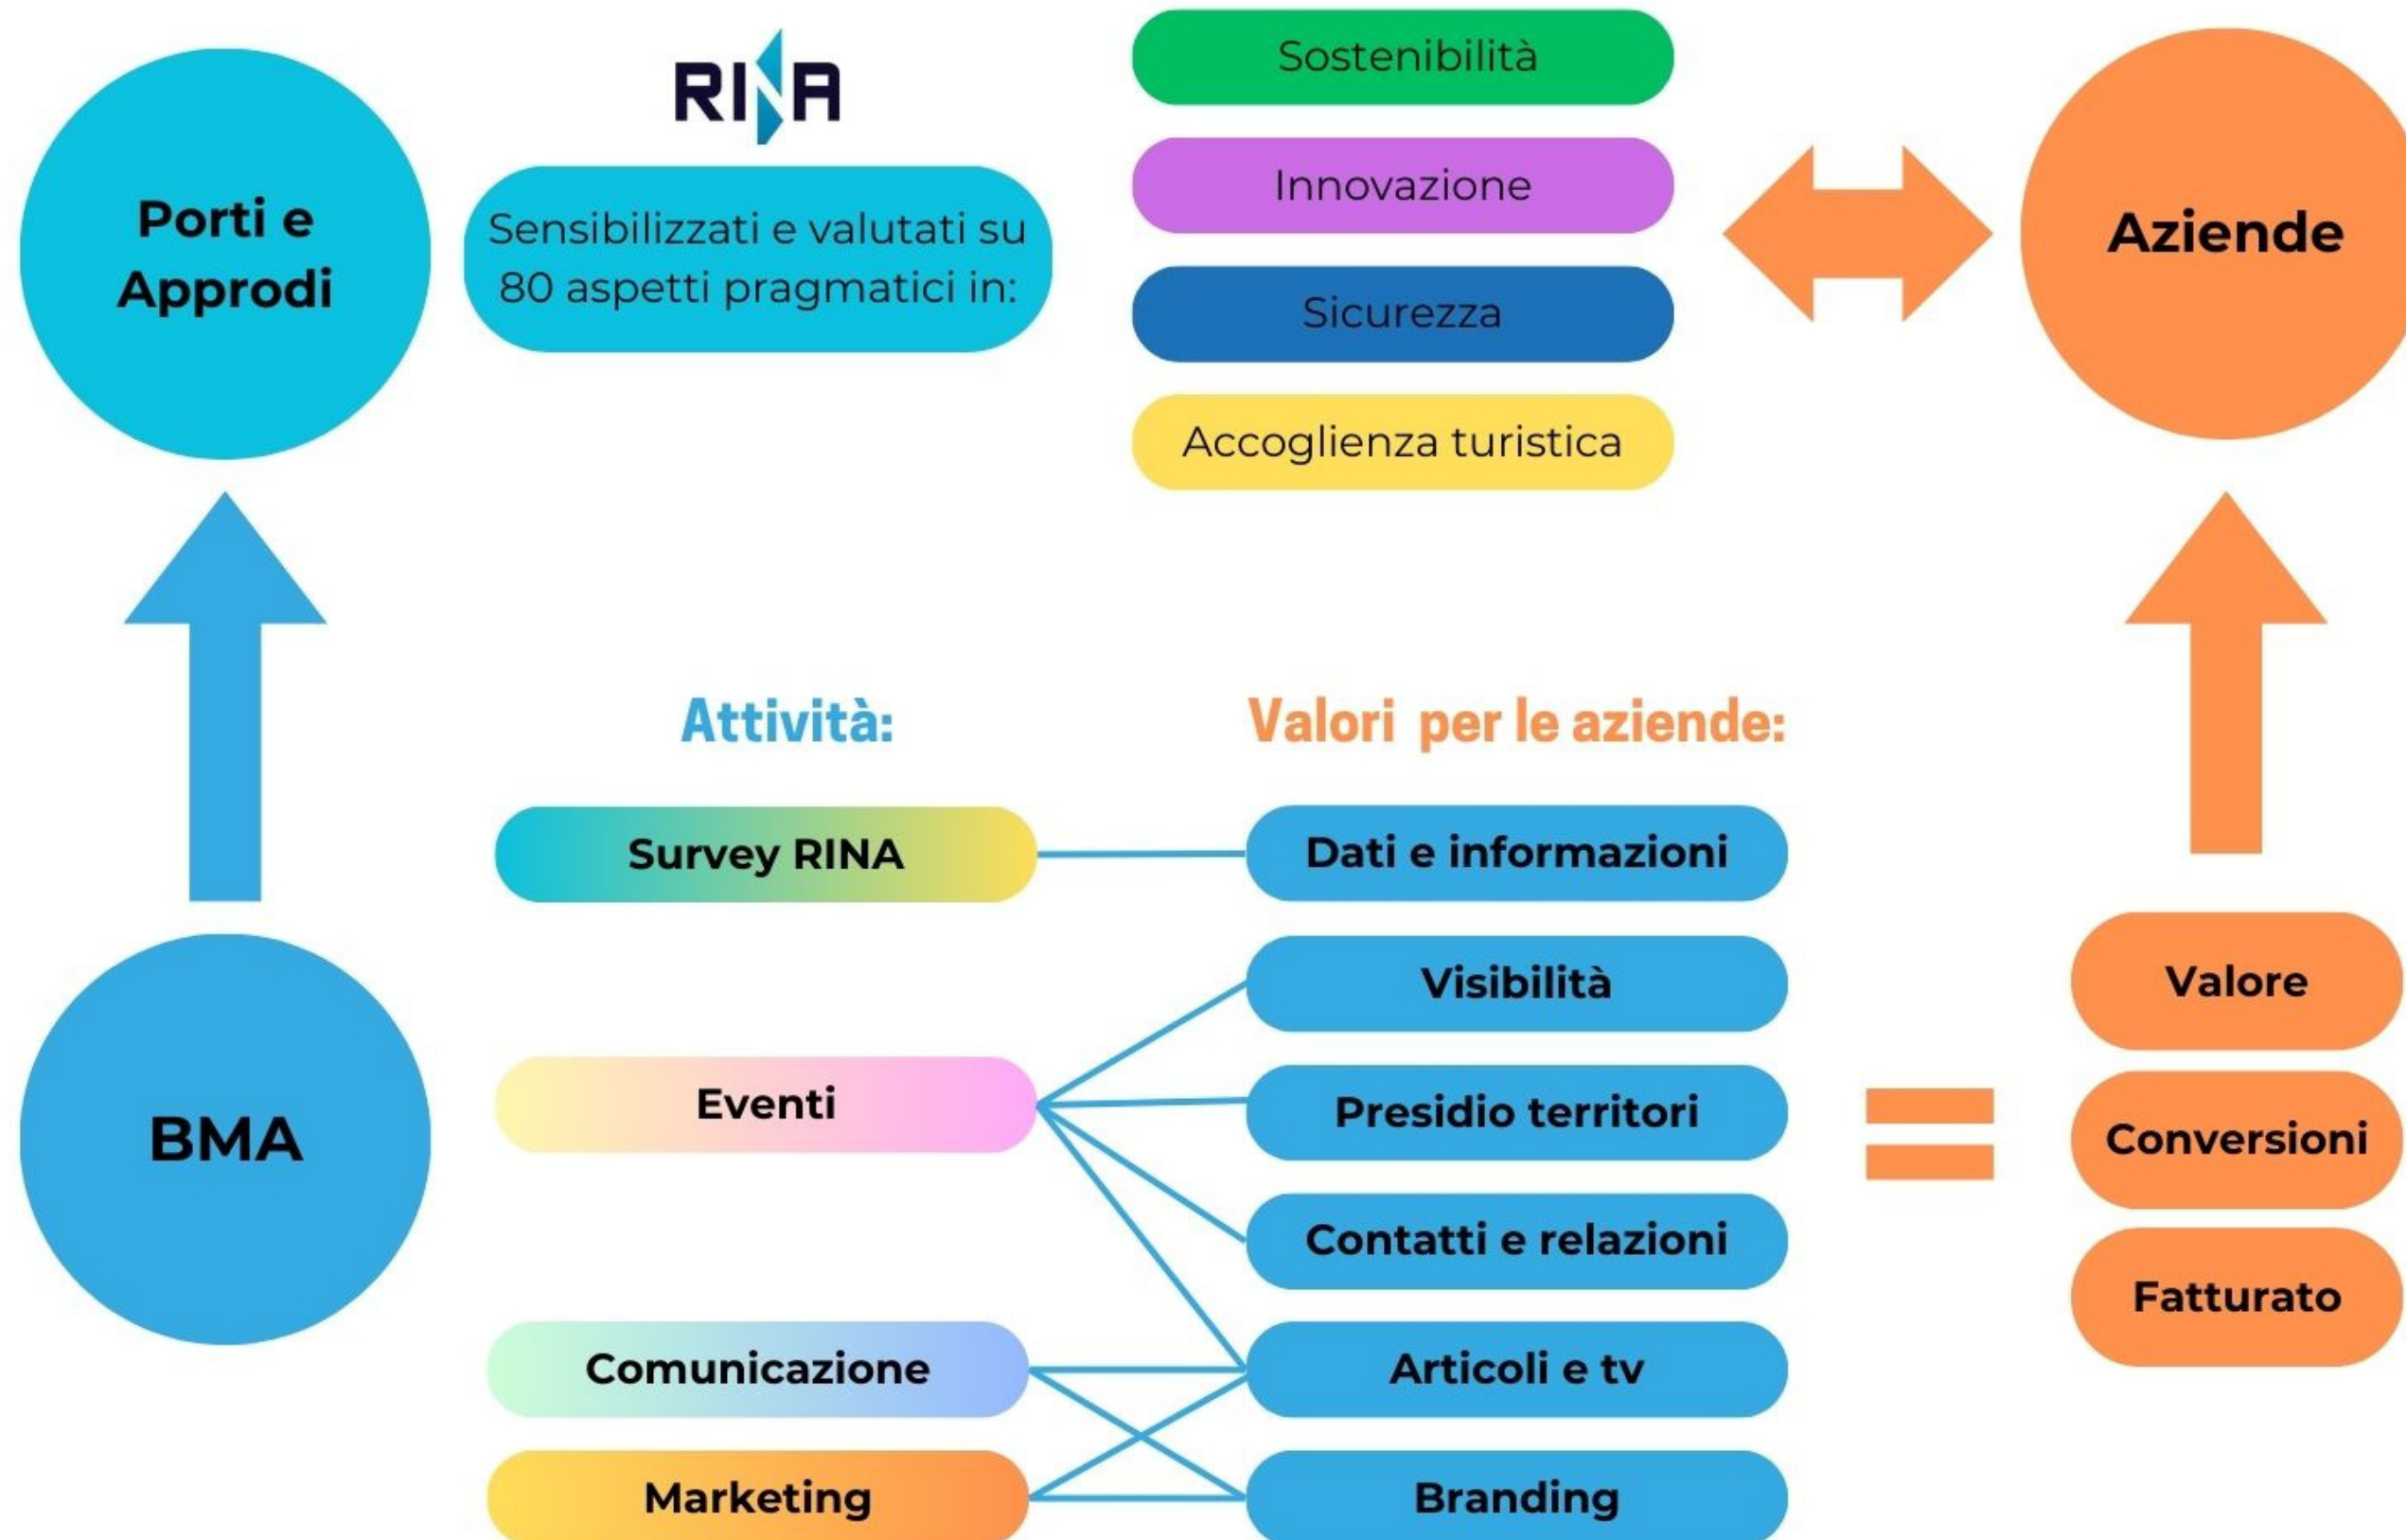 Porti e
Approdi
RINA
Sensibilizzati e valutati su
80 aspetti pragmatici in:
Sostenibilità
Innovazione
Sicurezza
Accoglienza turistica
Aziende
BMA
Attività:
Survey RINA
Eventi
Comunicazione
Marketing
Valori per le aziende:
Dati e informazioni
Visibilità
Presidio territori
Contatti e relazioni
Articoli e tv
Branding
=
Valore
Conversioni
Fatturato